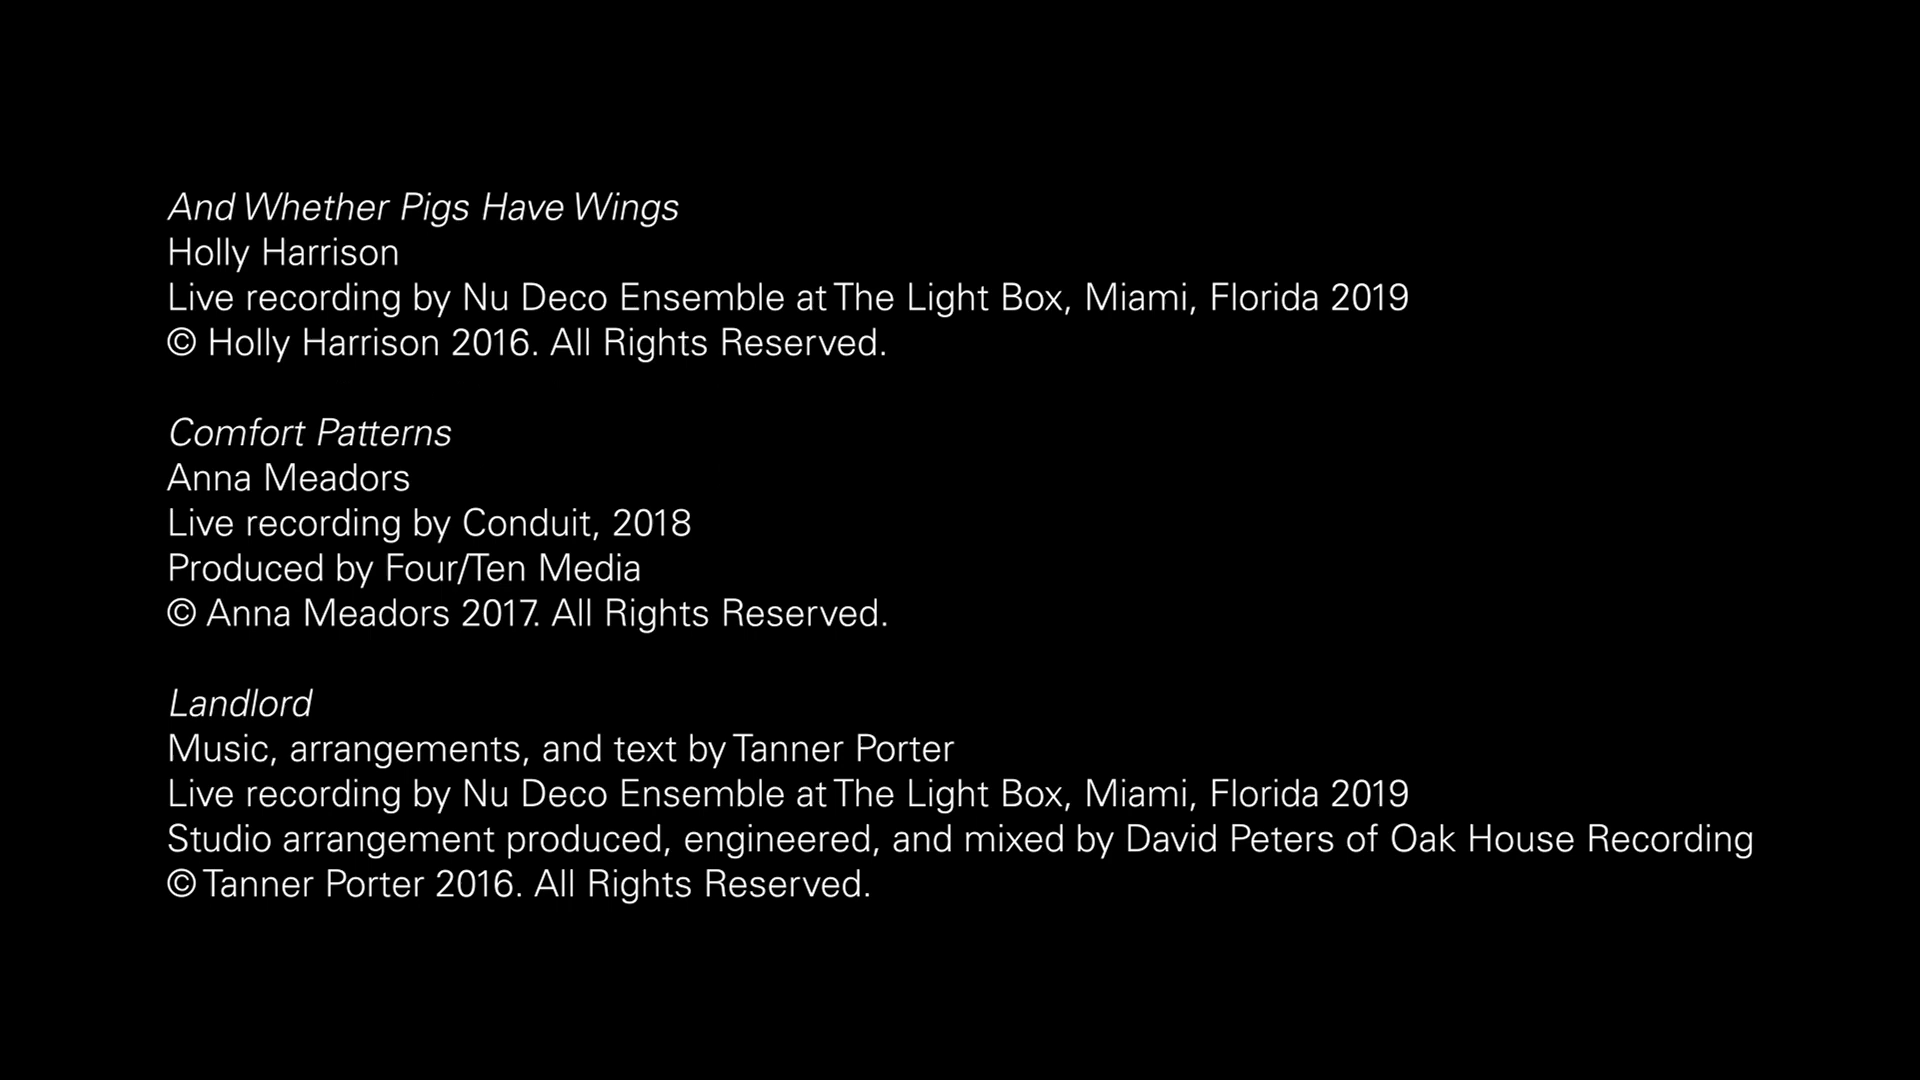 And Whether Pigs Have Wings
Holly Harrison
Live recording by Nu Deco Ensemble at The Light Box, Miami, Florida 2019
© Holly Harrison 2016. All Rights Reserved.
Comfort Patterns
Anna Meadors
Live recording by Conduit, 2018
Produced by Four/Ten Media
© Anna Meadors 2017. All Rights Reserved.
Landlord
Music, arrangements, and text by Tanner Porter
Live recording by Nu Deco Ensemble at The Light Box, Miami, Florida 2019
Studio arrangement produced, engineered, and mixed by David Peters of Oak House Recording
© Tanner Porter 2016. All Rights Reserved.